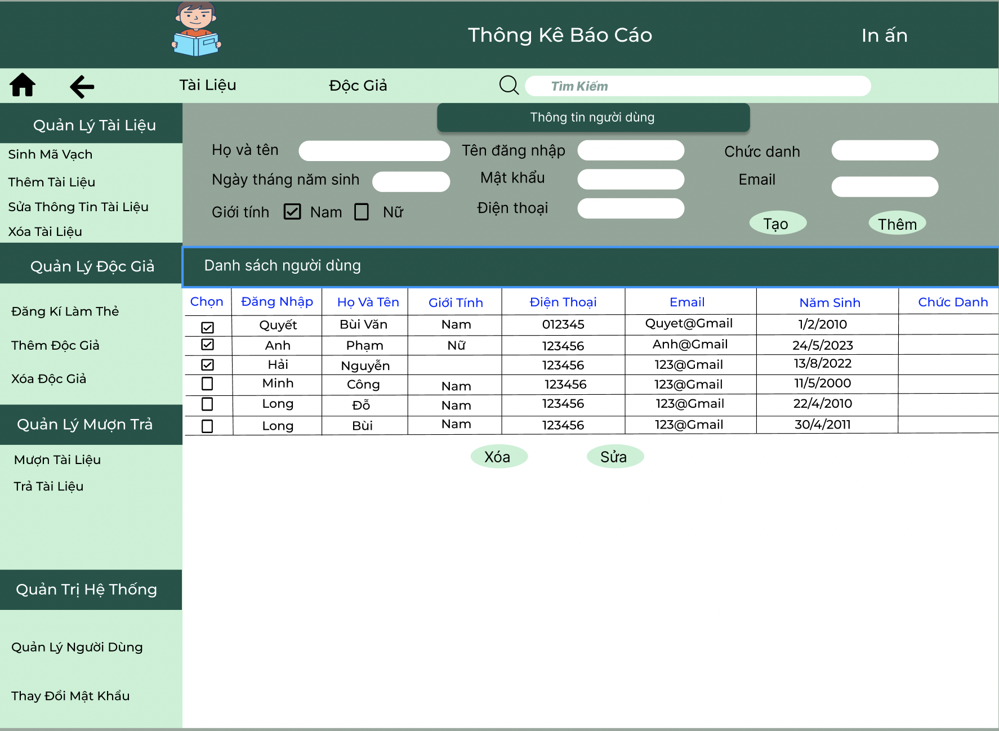 Thông Kê Báo Cáo
In ấn
Tài Liệu
Độc Giả
Tìm Kiếm
Quản Lý Tài Liệu
Sinh Mã Vạch
Thêm Tài Liệu
Sửa Thông Tin Tài Liệu
Xóa Tài Liệu
Quản Lý Độc Giả
Đăng Kí Làm Thẻ
Thêm Độc Giả
Xóa Độc Giả
Quản Lý Mượn Trả
Mượn Tài Liệu
Trả Tài Liệu
Quản Trị Hệ Thống
Quản Lý Người Dùng
Thay Đổi Mật Khẩu
Thông tin người dùng
Họ và tên Tên đăng nhập Chức danh
Ngày tháng năm sinh Mật khẩu Email
Giới tính Nam Nữ Điện thoại
Tạo Thêm
Danh sách người dùng
Chọn Đăng Nhập Họ Và Tên Giới Tính Điện Thoại Email Năm Sinh Chức Danh
Quyết Bùi Văn Nam 012345 Quyet@Gmail 1/2/2010
Anh Phạm Nữ 123456 Anh@Gmail 24/5/2023
Hải Nguyễn 123456 123@Gmail 13/8/2022
Minh Công Nam 123456 123@Gmail 11/5/2000
Long Đỗ Nam 123456 123@Gmail 22/4/2010
Long Bùi Nam 123456 123@Gmail 30/4/2011
Xóa Sửa